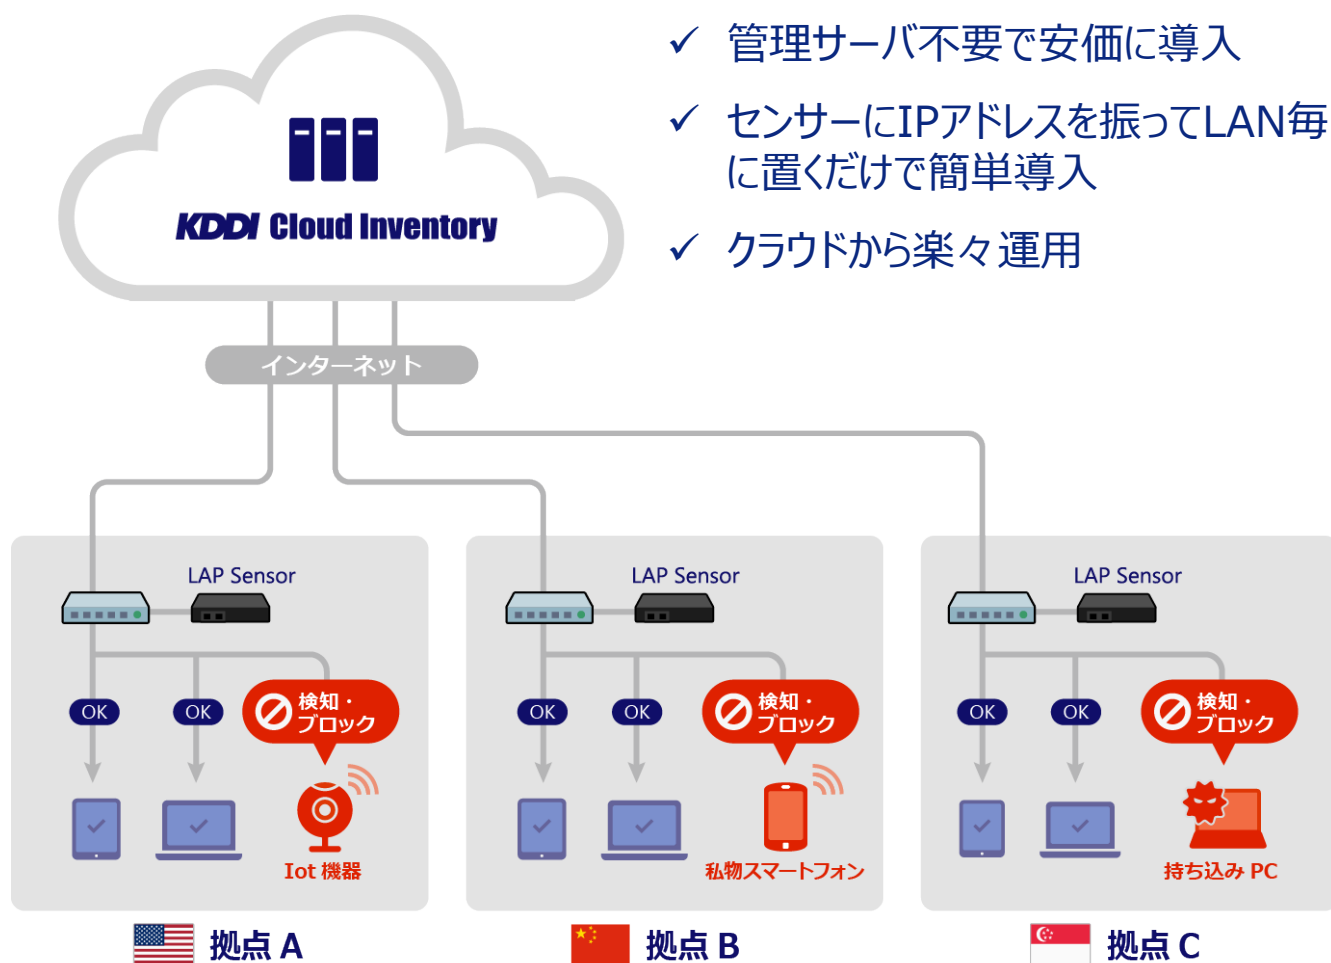 管理サーバ不要で安価に導入
センサーにIPアドレスを振ってLAN毎
に置くだけで簡単導入
クラウドから楽々運用
KDDI Cloud Inventory
インターネット
LAP Sensor
OK
OK
検知・
ブロック
Iot 機器
拠点 A
LAP Sensor
OK
OK
検知・
ブロック
私物スマートフォン
拠点 B
LAP Sensor
OK
OK
検知・
ブロック
持ち込み PC
拠点 C